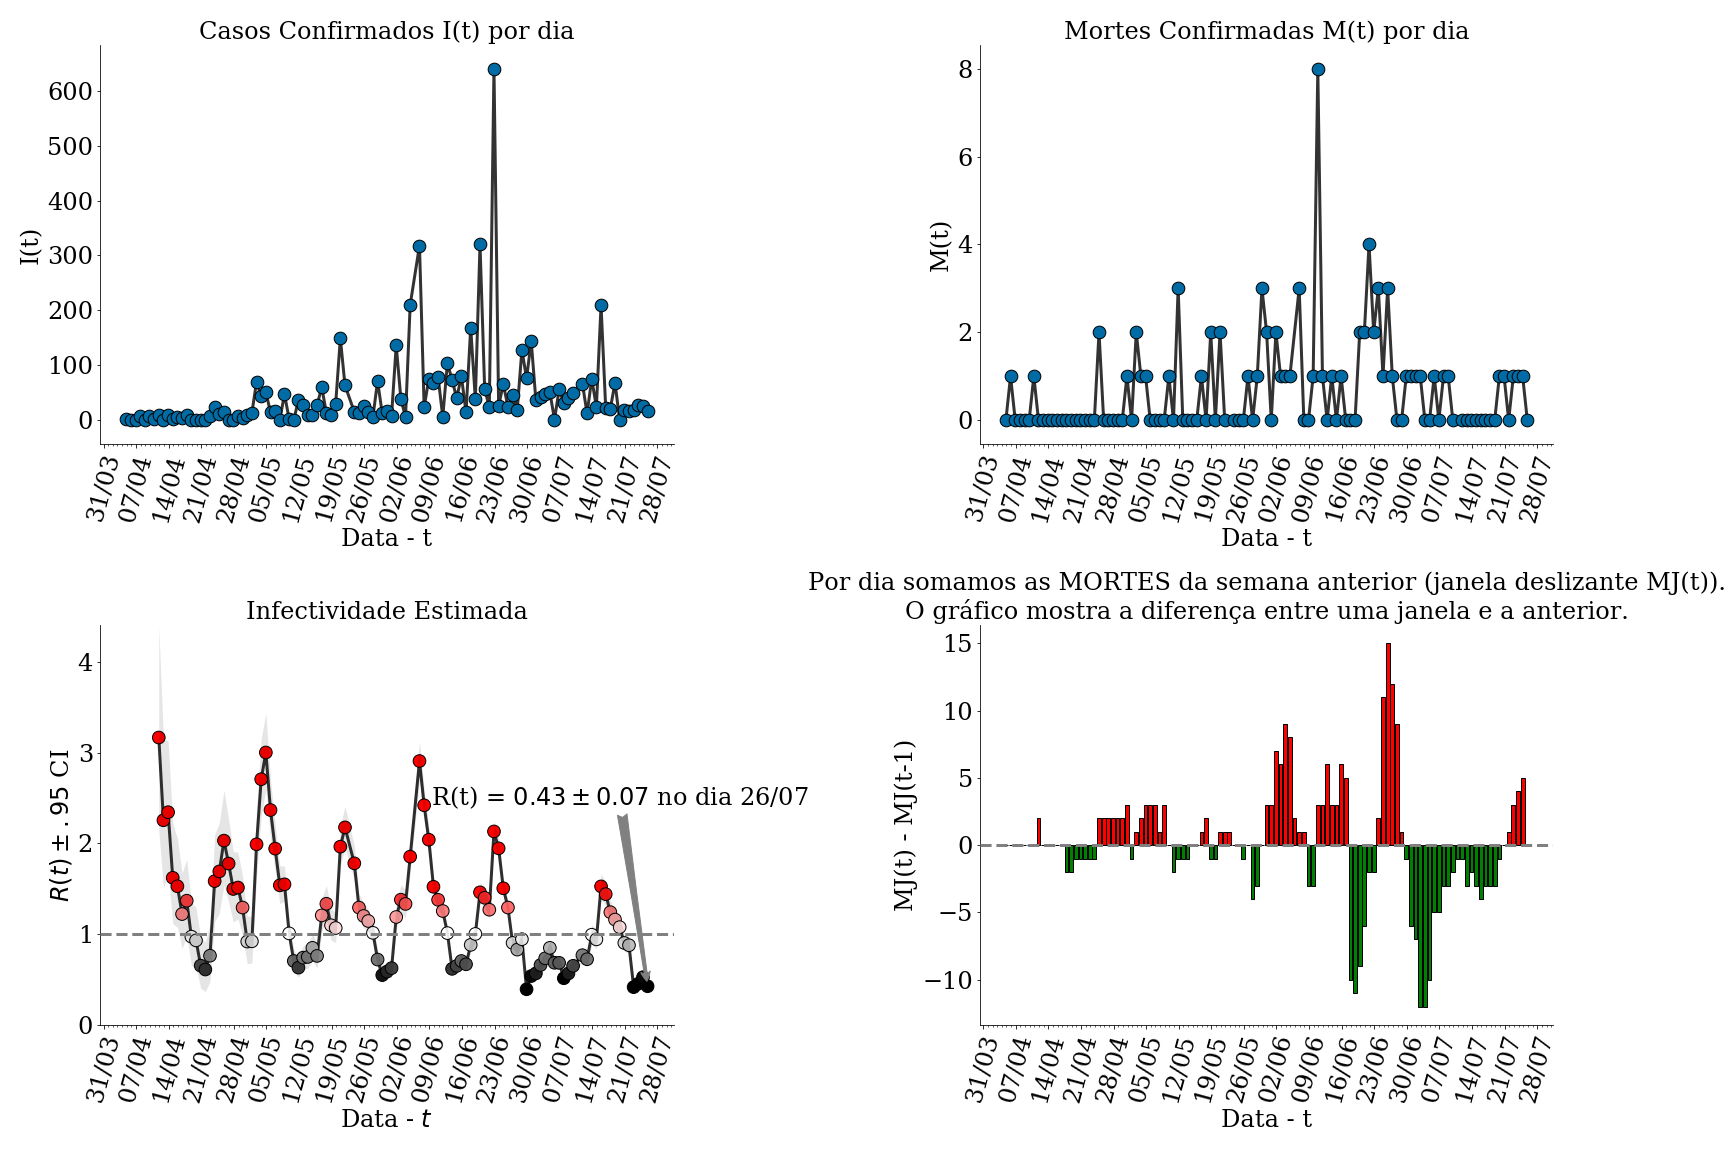 Casos Confirmados I(t) por dia
I(t)
600
500
400
300
200
100
0
31/03 07/04 14/04 21/04 28/04 05/05 12/05 19/05 26/05 02/06 09/06 16/06 23/06 30/06 07/07 14/07 21/07 28/07
Data - t
Mortes Confirmadas M(t) por dia
M(t)
8
6
4
2
0
31/03 07/04 14/04 21/04 28/04 05/05 12/05 19/05 26/05 02/06 09/06 16/06 23/06 30/06 07/07 14/07 21/07 28/07
Data - t
Infectividade Estimada
R(t) ± .95 CI
4
3
2
1
0
R(t) = 0.43 ± 0.07 no dia 26/07
31/03 07/04 14/04 21/04 28/04 05/05 12/05 19/05 26/05 02/06 09/06 16/06 23/06 30/06 07/07 14/07 21/07 28/07
Data - t
Por dia somamos as MORTES da semana anterior (janela deslizante MJ(t)).
O gráfico mostra a diferença entre uma janela e a anterior.
MJ(t) - MJ(t-1)
15
10
5
0
−5
−10
31/03 07/04 14/04 21/04 28/04 05/05 12/05 19/05 26/05 02/06 09/06 16/06 23/06 30/06 07/07 14/07 21/07 28/07
Data - t